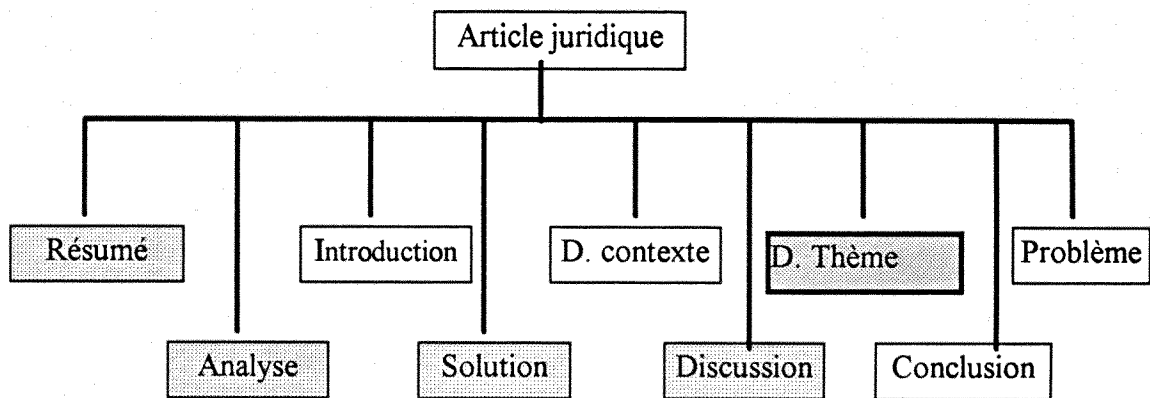 Article juridique
Résumé
Introduction
D. contexte
D. Thème
Problème
Analyse
Solution
Discussion
Conclusion